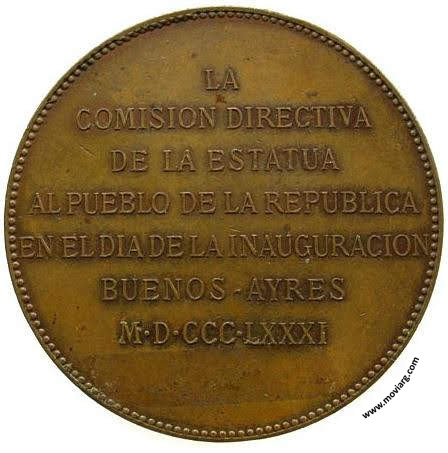 LA
COMISION DIRECTIVA
DE LA ESTATUA
AL PUEBLO DE LA REPUBLICA
EN EL DIA DE LA INAUGURACION
BUENOS-AYRES
M·D·CCC·LXXXI
www.moviarg.com